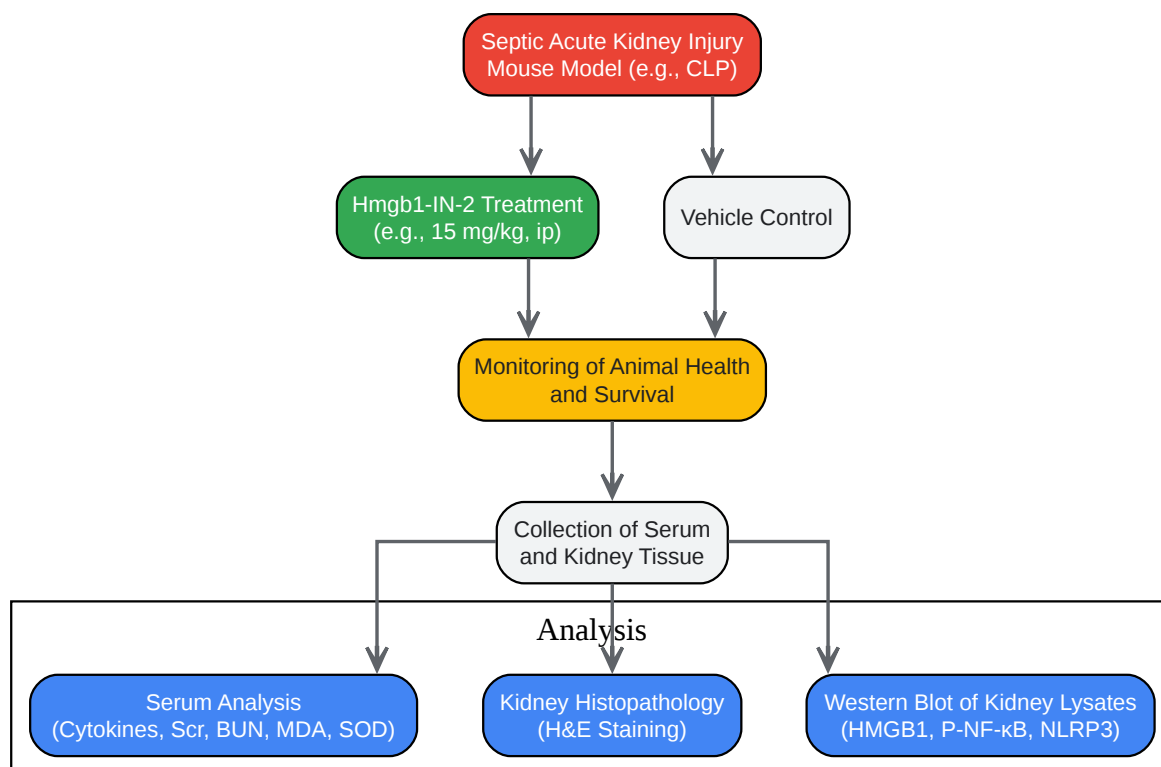 Septic Acute Kidney Injury
Mouse Model (e.g., CLP)
Hmgb1-IN-2 Treatment
(e.g., 15 mg/kg, ip)
Vehicle Control
Monitoring of Animal Health
and Survival
Collection of Serum
and Kidney Tissue
Analysis
Serum Analysis
(Cytokines, Scr, BUN, MDA, SOD)
Kidney Histopathology
(H&E Staining)
Western Blot of Kidney Lysates
(HMGB1, P-NF-κB, NLRP3)